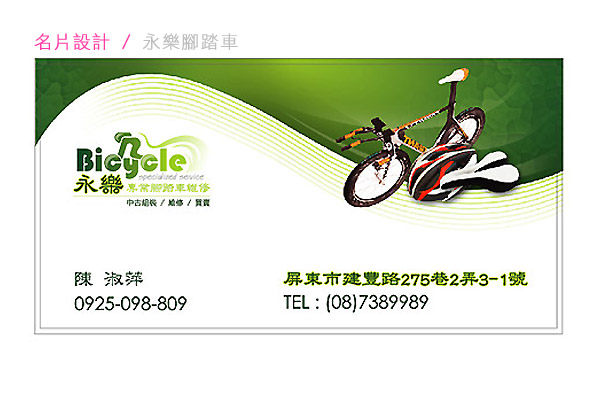 名片設計 / 永樂腳踏車
Bicycle
specialized service
永樂 專業腳踏車維修
中古組裝 / 維修 / 買賣
陳 淑萍
0925-098-809
屏東市建豐路275巷2弄3-1號
TEL : (08)7389989